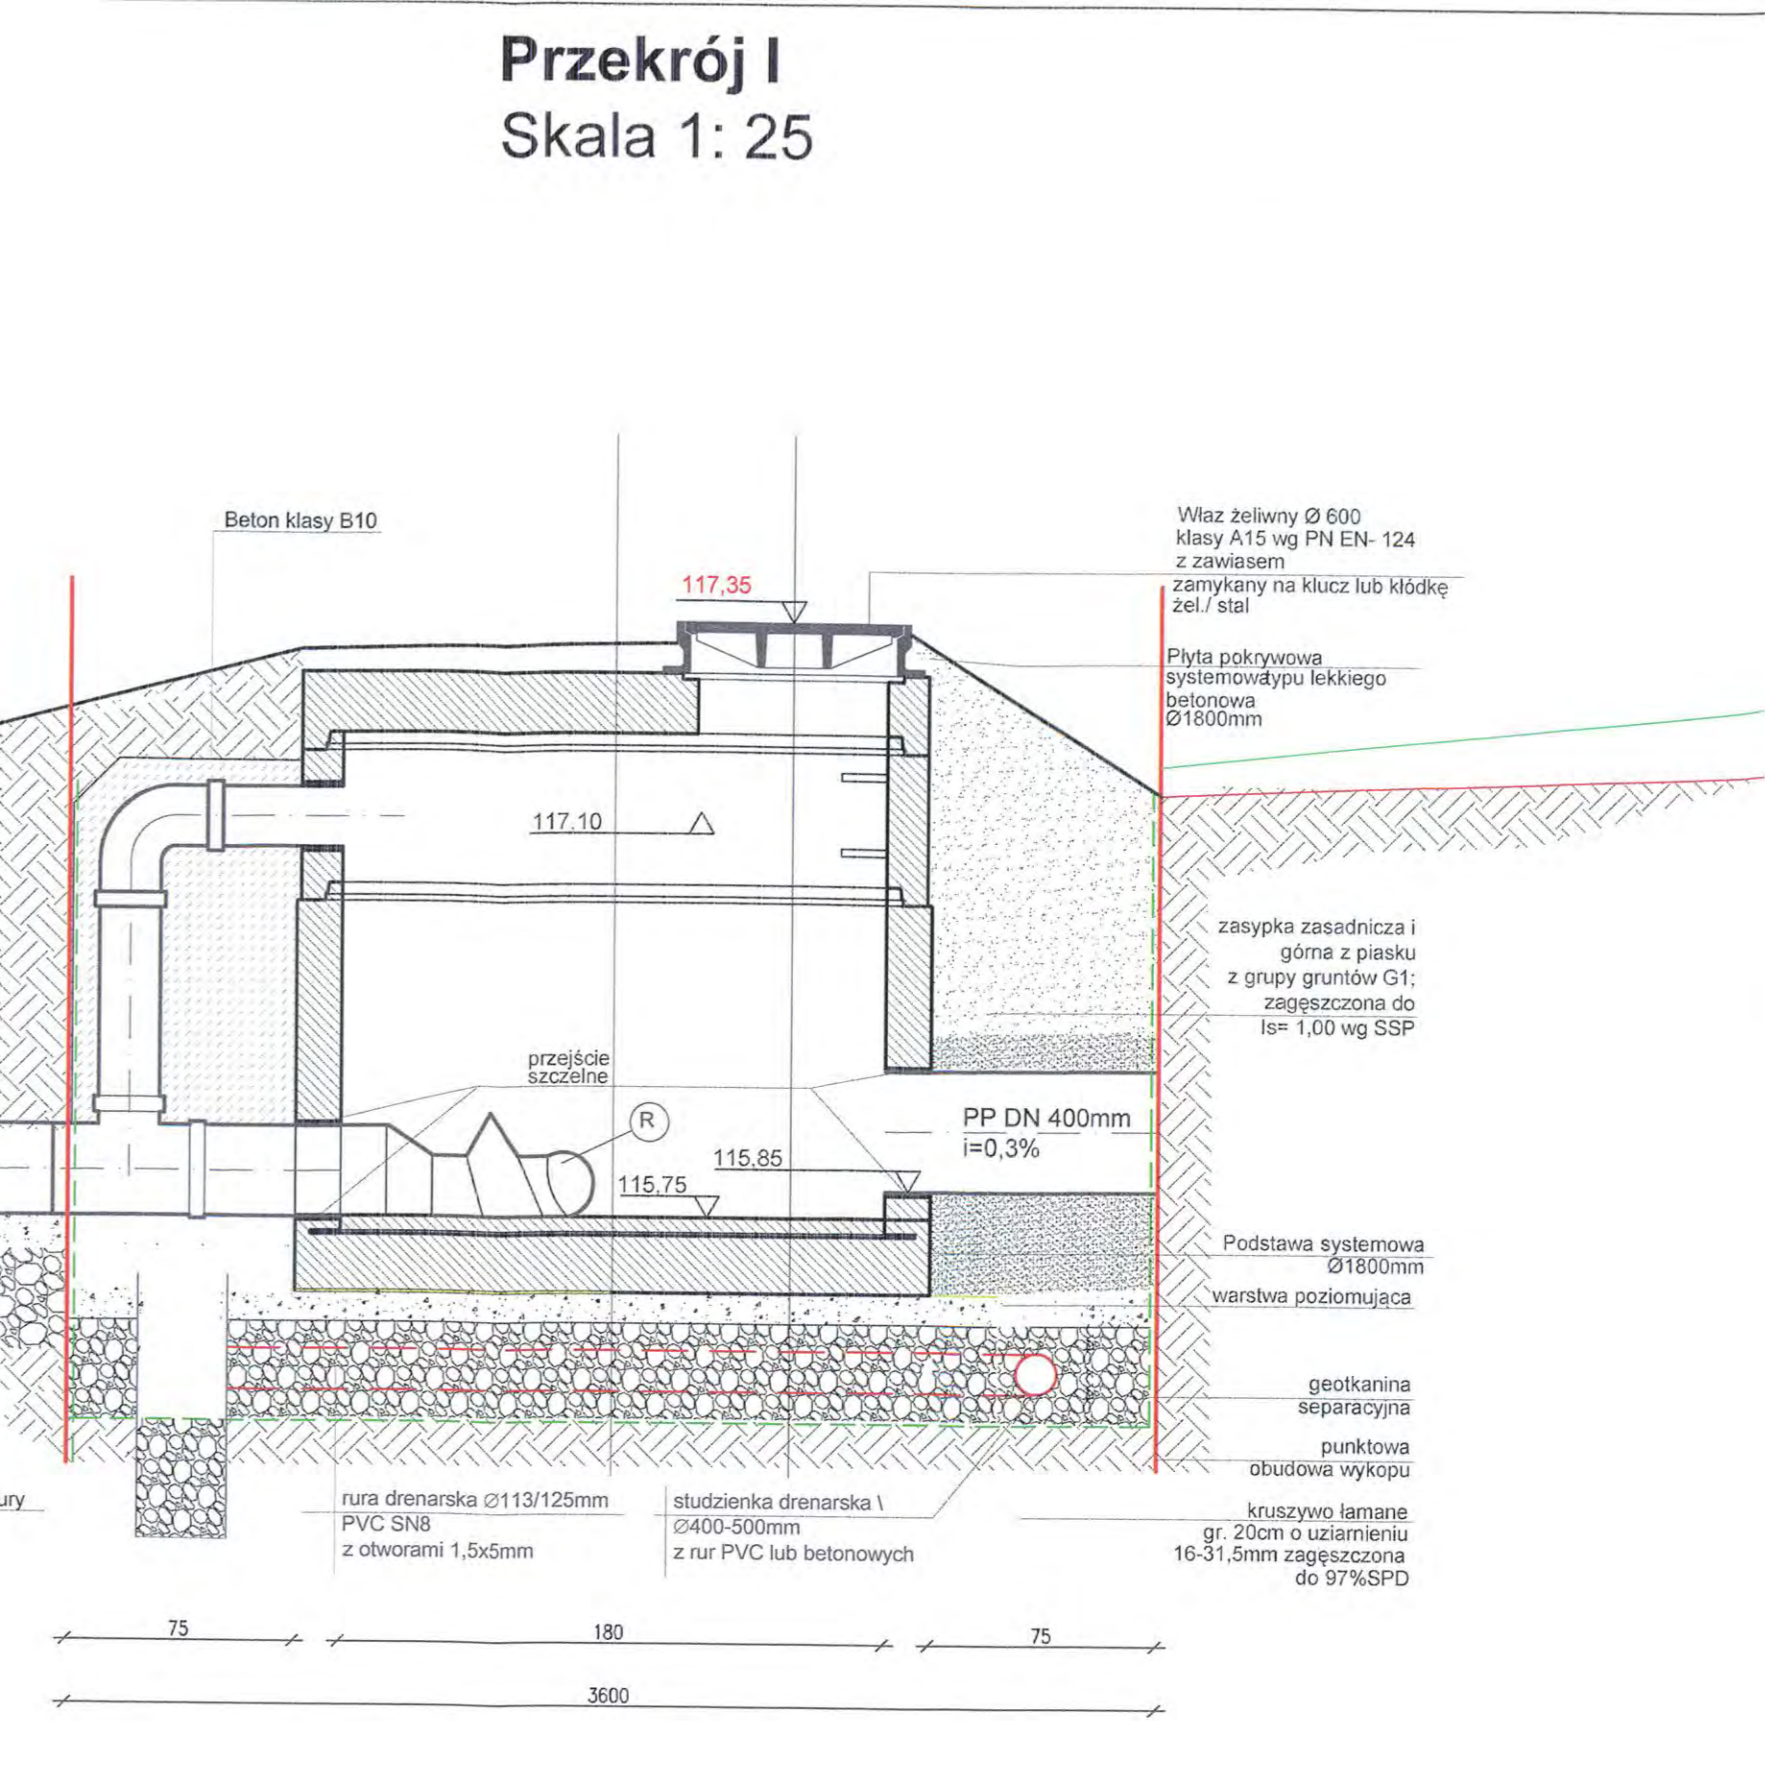 Przekrój I
Skala 1: 25
Beton klasy B10
117,35
Właz żeliwny Ø 600
klasy A15 wg PN EN- 124
z zawiasem
zamykany na klucz lub kłódkę
żel./ stal
Płyta pokrywowa
systemowa typu lekkiego
betonowa
Ø1800mm
117.10
zasypka zasadnicza i
górna z piasku
z grupy gruntów G1;
zagęszczona do
Is= 1,00 wg SSP
przejście
szczelne
R
PP DN 400mm
i=0,3%
115.85
115,75
Podstawa systemowa
Ø1800mm
warstwa poziomująca
geotkanina
separacyjna
punktowa
obudowa wykopu
ury
rura drenarska Ø113/125mm
PVC SN8
z otworami 1,5x5mm
studzienka drenarska \
Ø400-500mm
z rur PVC lub betonowych
kruszywo łamane
gr. 20cm o uziarnieniu
16-31,5mm zagęszczona
do 97%SPD
75
180
75
3600